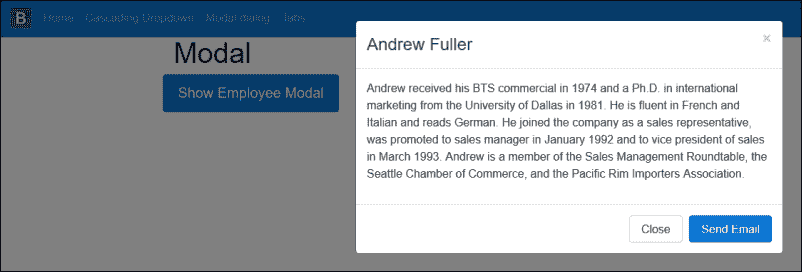 B Home Cascading Dropdown Modal dialog Tabs
Modal
Show Employee Modal
Andrew Fuller ×
Andrew received his BTS commercial in 1974 and a Ph.D. in international
marketing from the University of Dallas in 1981. He is fluent in French and
Italian and reads German. He joined the company as a sales representative,
was promoted to sales manager in January 1992 and to vice president of sales
in March 1993. Andrew is a member of the Sales Management Roundtable, the
Seattle Chamber of Commerce, and the Pacific Rim Importers Association.
Close Send Email